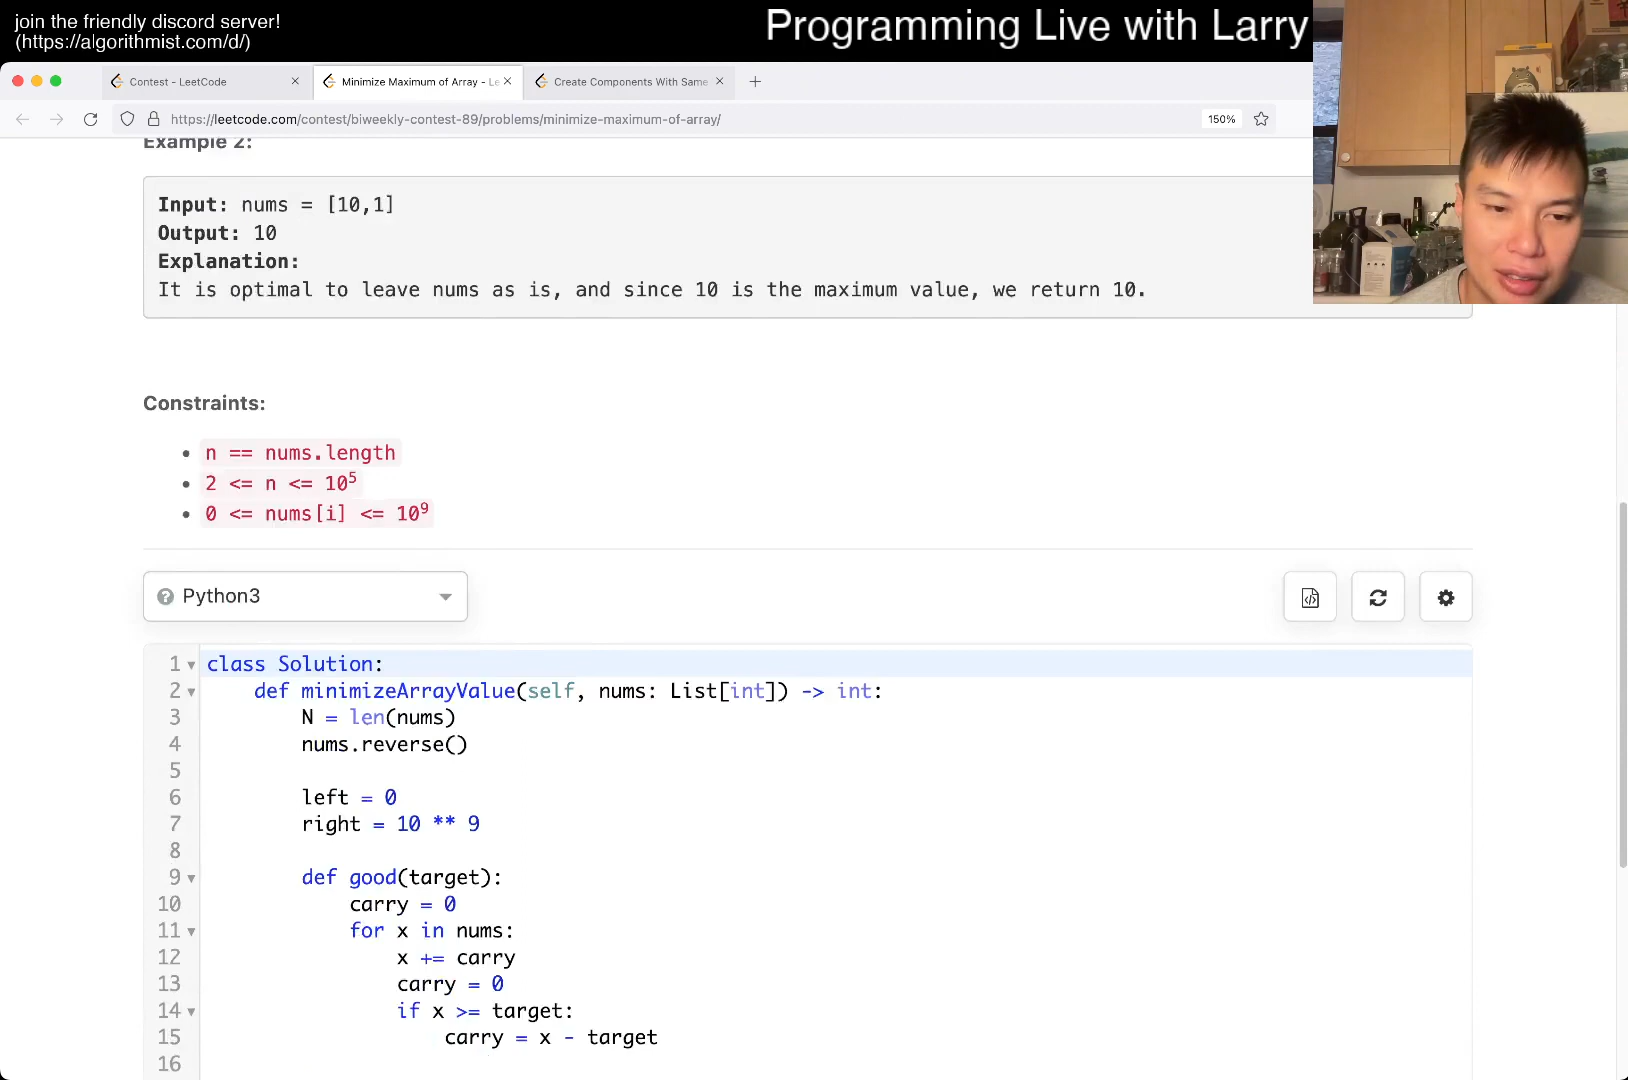 join the friendly discord server!
(https://algorithmist.com/d/)
Programming Live with Larry
Contest - LeetCode
Minimize Maximum of Array - Le
Create Components With Same
https://leetcode.com/contest/biweekly-contest-89/problems/minimize-maximum-of-array/
150%
Example 2:
Input: nums = [10,1]
Output: 10
Explanation:
It is optimal to leave nums as is, and since 10 is the maximum value, we return 10.
Constraints:
n == nums.length
2 <= n <= 10⁵
0 <= nums[i] <= 10⁹
Python3
1 class Solution:
2 def minimizeArrayValue(self, nums: List[int]) -> int:
3 N = len(nums)
4 nums.reverse()
5
6 left = 0
7 right = 10 ** 9
8
9 def good(target):
10 carry = 0
11 for x in nums:
12 x += carry
13 carry = 0
14 if x >= target:
15 carry = x - target
16